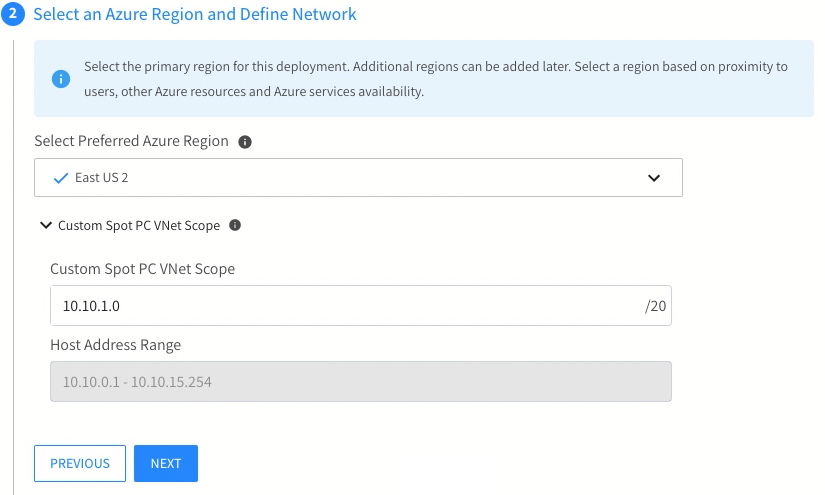 2 Select an Azure Region and Define Network
Select the primary region for this deployment. Additional regions can be added later. Select a region based on proximity to
users, other Azure resources and Azure services availability.
Select Preferred Azure Region
East US 2
Custom Spot PC VNet Scope
Custom Spot PC VNet Scope
10.10.1.0 /20
Host Address Range
10.10.0.1 - 10.10.15.254
PREVIOUS NEXT